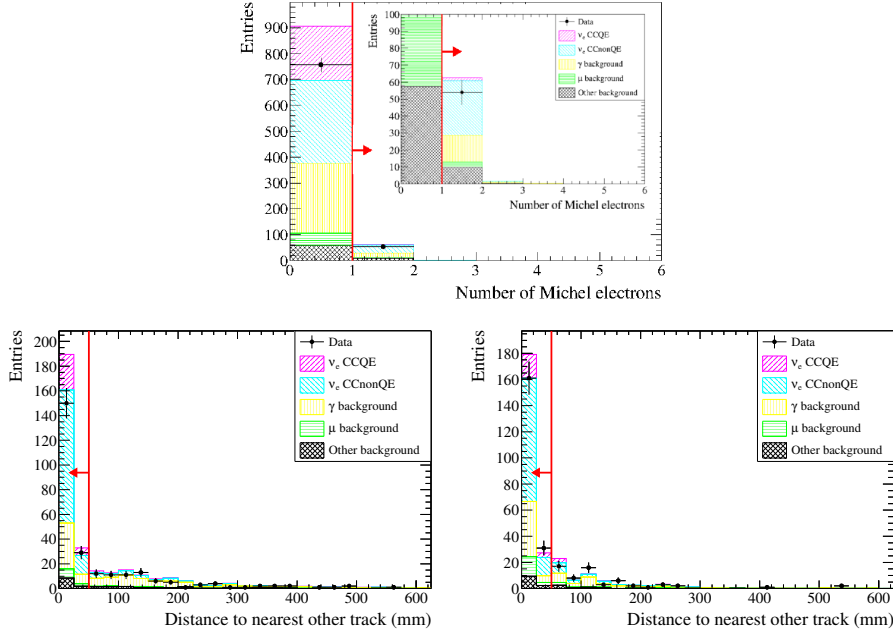 Entries
900
800
700
600
500
400
300
200
100
0
0 1 2 3 4 5 6
Number of Michel electrons
Entries
100
90
80
70
60
50
40
30
20
10
0
0 1 2 3 4 5 6
Number of Michel electrons
Data
νe CCQE
νe CCnonQE
γ background
μ background
Other background
Entries
200
180
160
140
120
100
80
60
40
20
0
0 100 200 300 400 500 600
Distance to nearest other track (mm)
Data
νe CCQE
νe CCnonQE
γ background
μ background
Other background
Entries
180
160
140
120
100
80
60
40
20
0
0 100 200 300 400 500 600
Distance to nearest other track (mm)
Data
νe CCQE
νe CCnonQE
γ background
μ background
Other background